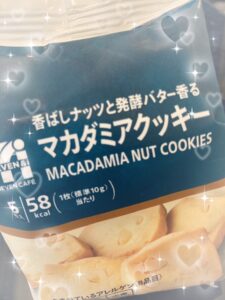 香ばしナッツと発酵バター香る
マカダミアクッキー
MACADAMIA NUT COOKIES
7i
58 kcal
1枚(標準10g)
当たり